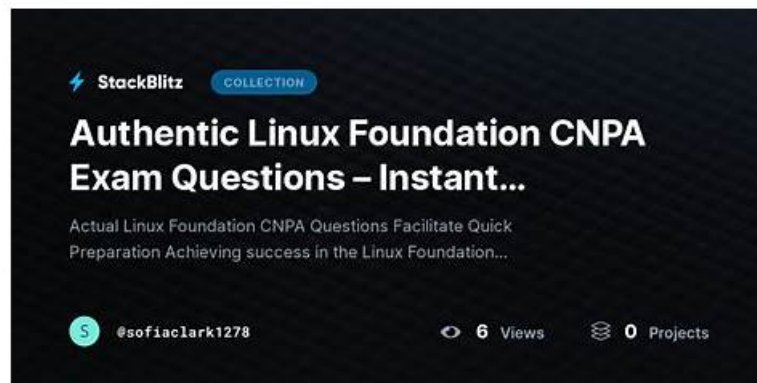 StackBlitz COLLECTION
Authentic Linux Foundation CNPA
Exam Questions – Instant...
Actual Linux Foundation CNPA Questions Facilitate Quick
Preparation Achieving success in the Linux Foundation...
S @sofiaclark1278 6 Views 0 Projects